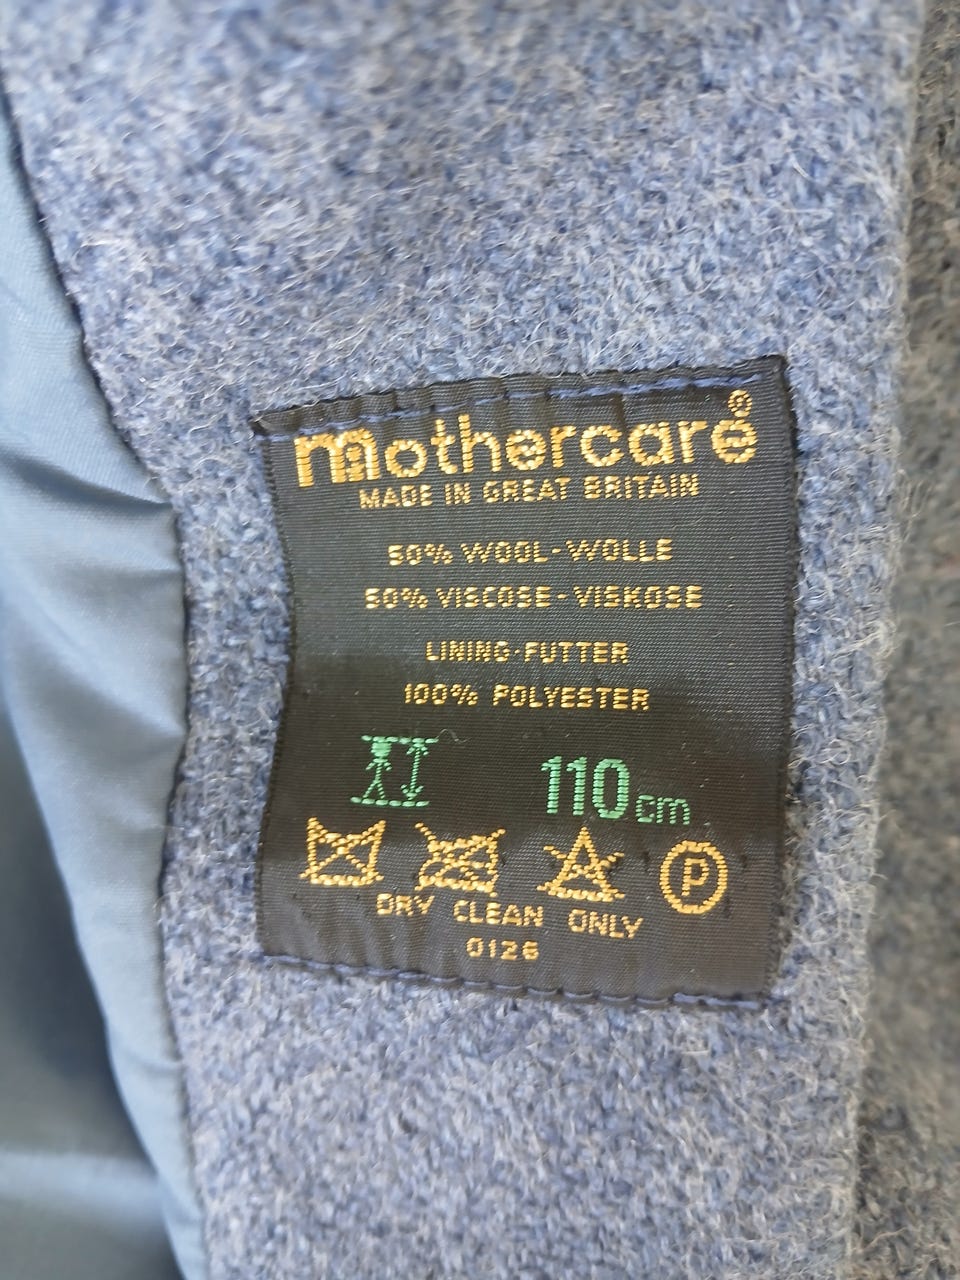 mothercare®
MADE IN GREAT BRITAIN
50% WOOL-WOLLE
50% VISCOSE-VISKOSE
LINING-FUTTER
100% POLYESTER
110cm
P
DRY CLEAN ONLY
0126